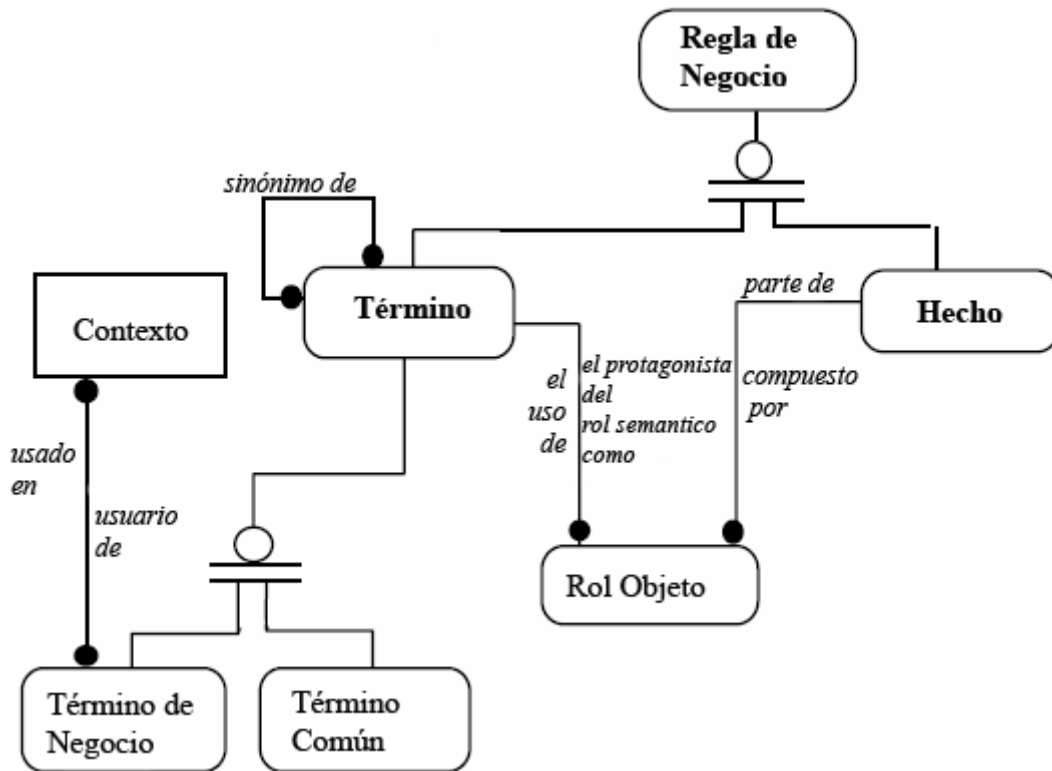 Regla de
Negocio
sinónimo de
Término
parte de
Hecho
Contexto
el
uso
de
el protagonista
del
rol semantico
como
compuesto
por
usado
en
usuario
de
Rol Objeto
Término de
Negocio
Término
Común